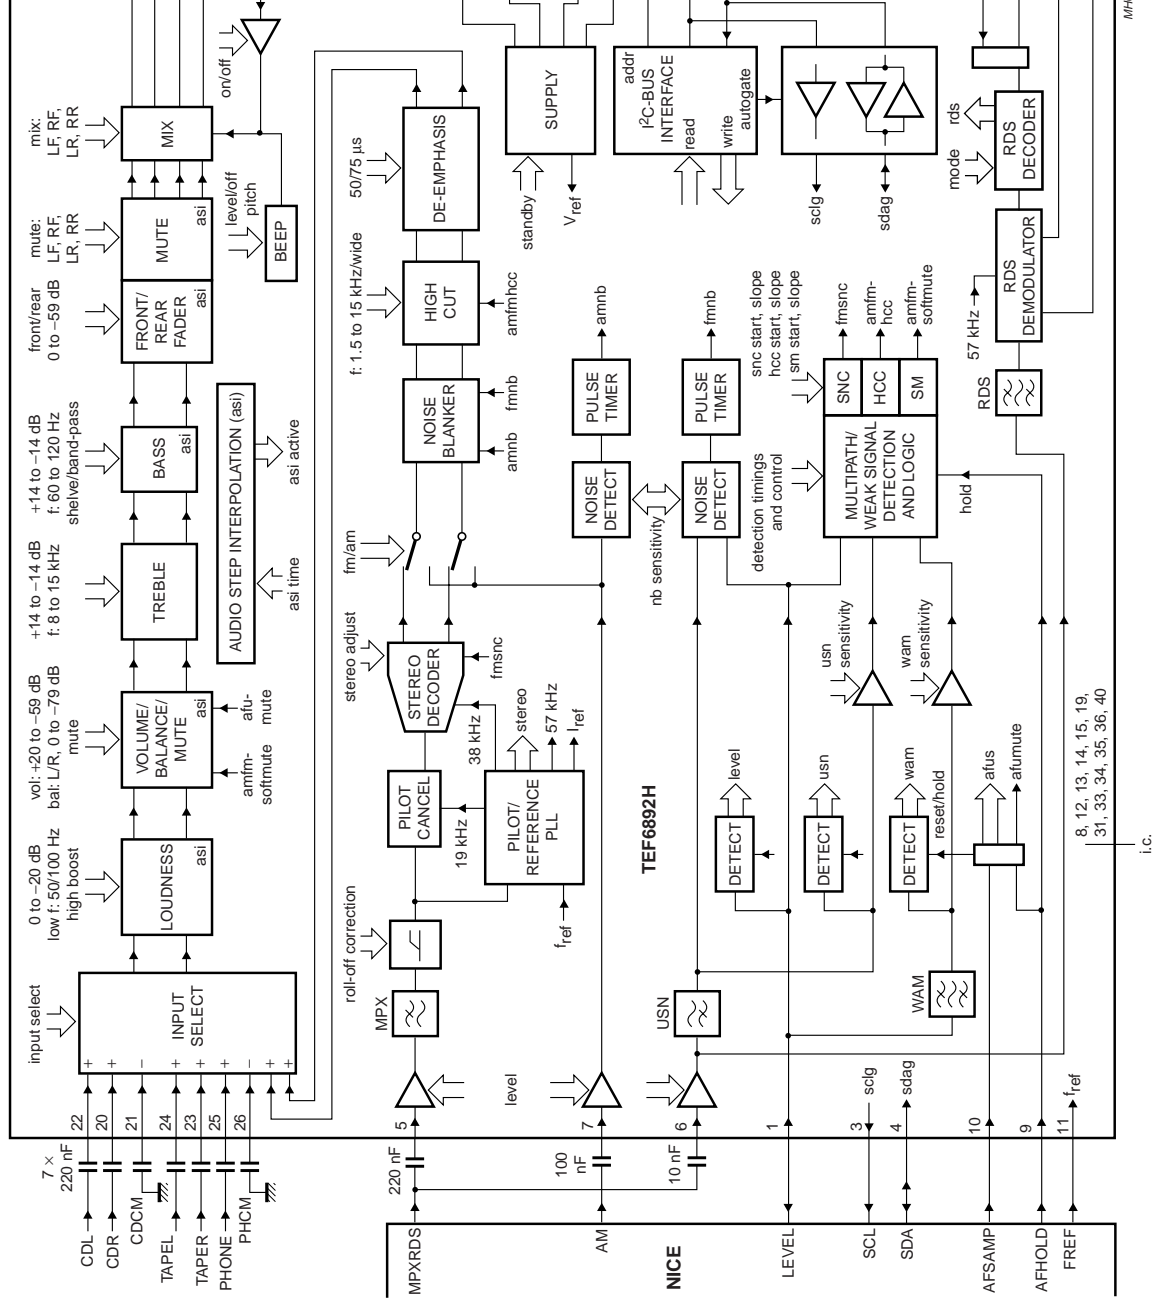 CDL
CDR
CDCM
TAPEL
TAPER
PHONE
PHCM
7 ×
220 nF
22
20
21
24
23
25
26
+
+
−
+
+
+
−
+
+
input select
INPUT
SELECT
0 to −20 dB
low f: 50/100 Hz
high boost
LOUDNESS
asi
vol: +20 to −59 dB
bal: L/R, 0 to −79 dB
mute
VOLUME/
BALANCE/
MUTE
asi
amfm-
softmute
afu-
mute
+14 to −14 dB
f: 8 to 15 kHz
TREBLE
+14 to −14 dB
f: 60 to 120 Hz
shelve/band-pass
BASS
asi
AUDIO STEP INTERPOLATION (asi)
asi time
asi active
front/rear
0 to −59 dB
FRONT/
REAR
FADER
asi
mute:
LF, RF,
LR, RR
MUTE
asi
level/off
pitch
BEEP
mix:
LF, RF,
LR, RR
MIX
on/off
MPXRDS
220 nF
5
MPX
roll-off correction
PILOT
CANCEL
19 kHz
38 kHz
PILOT/
REFERENCE
PLL
fref
stereo
57 kHz
Iref
stereo adjust
STEREO
DECODER
fmsnc
fm/am
NOISE
BLANKER
amnb
fmnb
f: 1.5 to 15 kHz/wide
HIGH
CUT
amfmhcc
50/75 µs
DE-EMPHASIS
standby
SUPPLY
Vref
addr
I2C-BUS
INTERFACE
read
write
autogate
sclg
sdag
AM
100
nF
7
level
NOISE
DETECT
PULSE
TIMER
amnb
nb sensitivity
NOISE
DETECT
PULSE
TIMER
fmnb
TEF6892H
10 nF
6
USN
LEVEL
1
DETECT
level
DETECT
usn
DETECT
wam
reset/hold
WAM
usn
sensitivity
wam
sensitivity
detection timings
and control
MULTIPATH/
WEAK SIGNAL
DETECTION
AND LOGIC
hold
SNC
HCC
SM
snc start, slope
hcc start, slope
sm start, slope
fmsnc
amfm-
hcc
amfm-
softmute
RDS
57 kHz
RDS
DEMODULATOR
mode
RDS
DECODER
rds
SCL
3
sclg
SDA
4
sdag
AFSAMP
10
afus
afumute
AFHOLD
9
FREF
11
fref
8, 12, 13, 14, 15, 19,
31, 33, 34, 35, 36, 40
i.c.
NICE